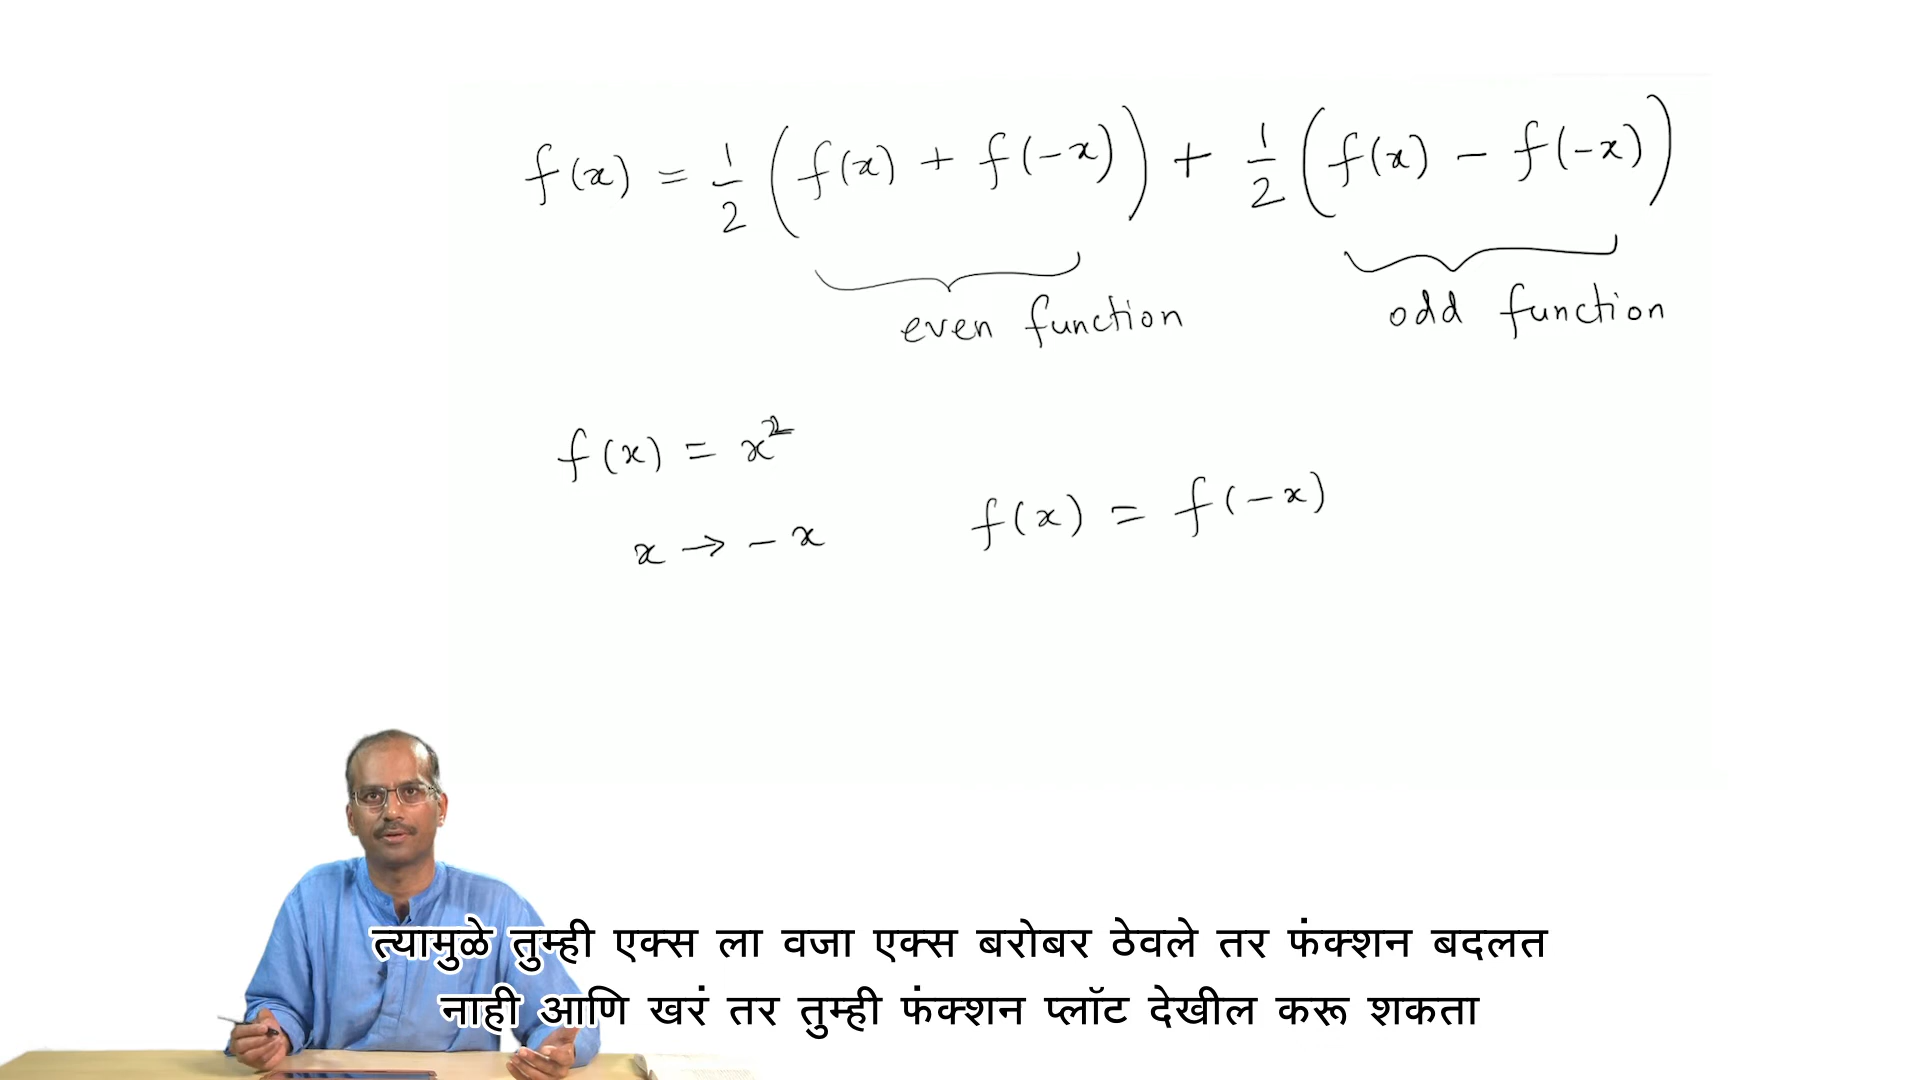 f(x) = 1/2 (f(x) + f(-x)) + 1/2 (f(x) - f(-x))
even function odd function
f(x) = x²
x → -x f(x) = f(-x)
त्यामुळे तुम्ही एक्स ला वजा एक्स बरोबर ठेवले तर फंक्शन बदलत
नाही आणि खरं तर तुम्ही फंक्शन प्लॉट देखील करू शकता